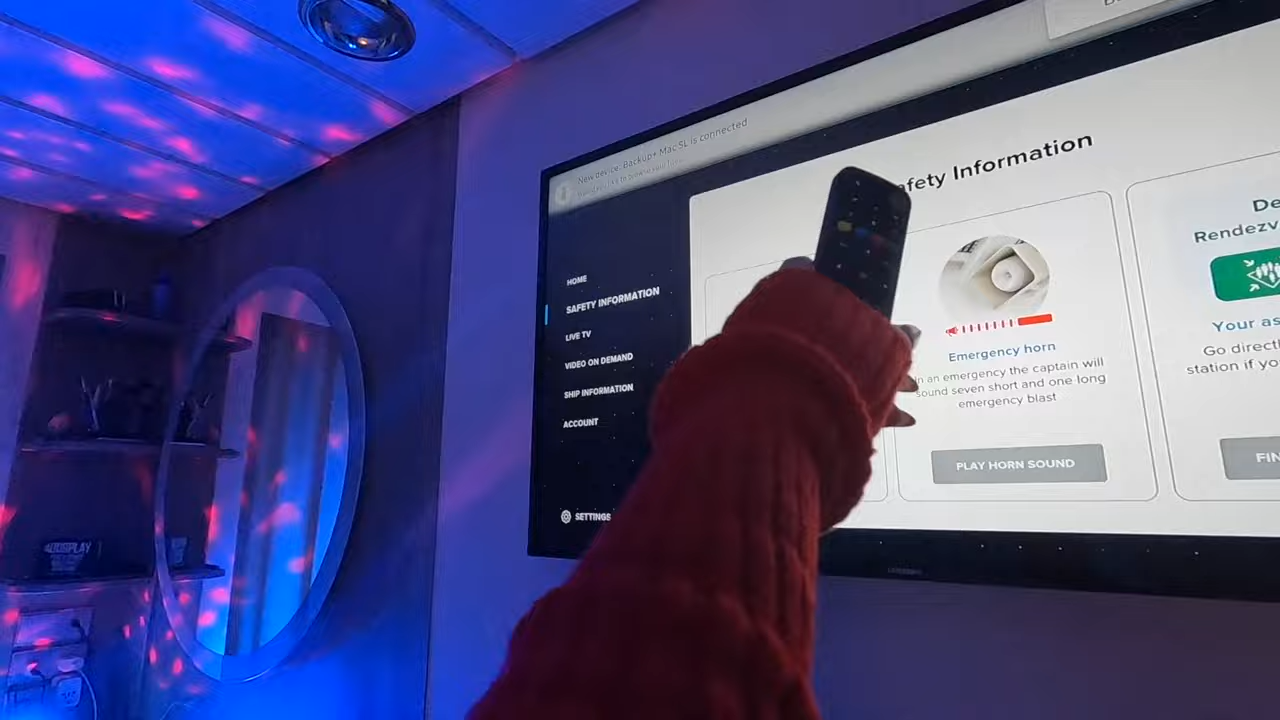 New device: Backup+ Mac SL is connected
HOME
SAFETY INFORMATION
LIVE TV
VIDEO ON DEMAND
SHIP INFORMATION
ACCOUNT
SETTINGS
afety Information
Emergency horn
In an emergency the captain will
sound seven short and one long
emergency blast
PLAY HORN SOUND
De
Rendezv
Your as
Go direct
station if yo
FIN